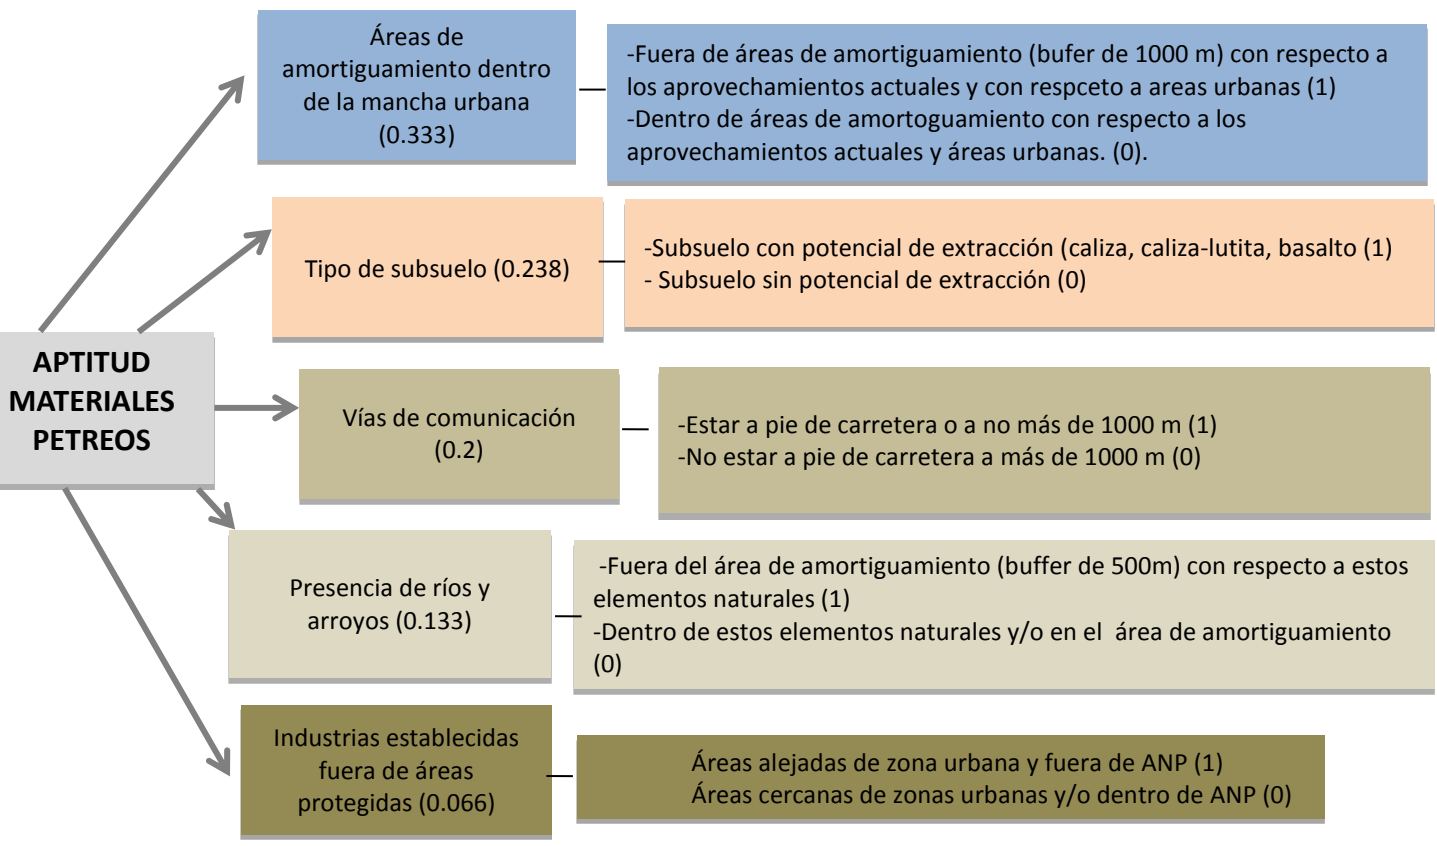 Áreas de
amortiguamiento dentro
de la mancha urbana
(0.333)
-Fuera de áreas de amortiguamiento (bufer de 1000 m) con respecto a
los aprovechamientos actuales y con respceto a areas urbanas (1)
-Dentro de áreas de amortoguamiento con respecto a los
aprovechamientos actuales y áreas urbanas. (0).
Tipo de subsuelo (0.238)
-Subsuelo con potencial de extracción (caliza, caliza-lutita, basalto (1)
- Subsuelo sin potencial de extracción (0)
APTITUD
MATERIALES
PETREOS
Vías de comunicación
(0.2)
-Estar a pie de carretera o a no más de 1000 m (1)
-No estar a pie de carretera a más de 1000 m (0)
Presencia de ríos y
arroyos (0.133)
-Fuera del área de amortiguamiento (buffer de 500m) con respecto a estos
elementos naturales (1)
-Dentro de estos elementos naturales y/o en el área de amortiguamiento
(0)
Industrias establecidas
fuera de áreas
protegidas (0.066)
Áreas alejadas de zona urbana y fuera de ANP (1)
Áreas cercanas de zonas urbanas y/o dentro de ANP (0)